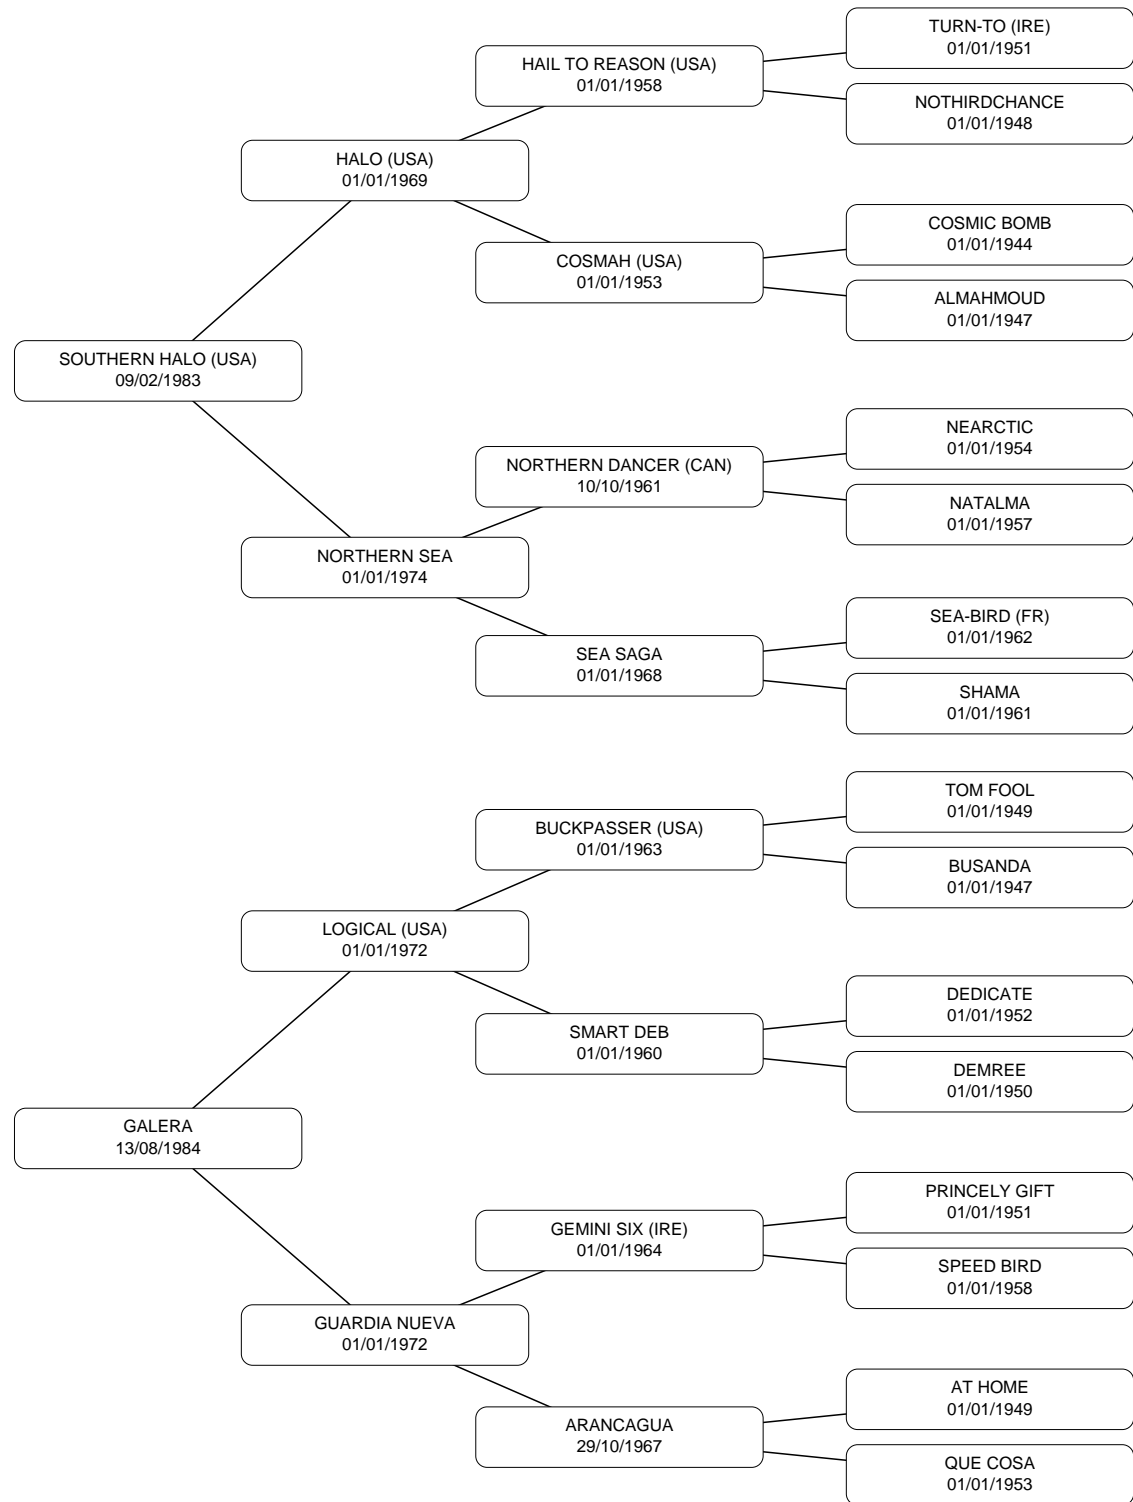 TURN-TO (IRE)
01/01/1951
HAIL TO REASON (USA)
01/01/1958
NOTHIRDCHANCE
01/01/1948
HALO (USA)
01/01/1969
COSMIC BOMB
01/01/1944
COSMAH (USA)
01/01/1953
ALMAHMOUD
01/01/1947
SOUTHERN HALO (USA)
09/02/1983
NEARCTIC
01/01/1954
NORTHERN DANCER (CAN)
10/10/1961
NATALMA
01/01/1957
NORTHERN SEA
01/01/1974
SEA-BIRD (FR)
01/01/1962
SEA SAGA
01/01/1968
SHAMA
01/01/1961
TOM FOOL
01/01/1949
BUCKPASSER (USA)
01/01/1963
BUSANDA
01/01/1947
LOGICAL (USA)
01/01/1972
DEDICATE
01/01/1952
SMART DEB
01/01/1960
DEMREE
01/01/1950
GALERA
13/08/1984
PRINCELY GIFT
01/01/1951
GEMINI SIX (IRE)
01/01/1964
SPEED BIRD
01/01/1958
GUARDIA NUEVA
01/01/1972
AT HOME
01/01/1949
ARANCAGUA
29/10/1967
QUE COSA
01/01/1953